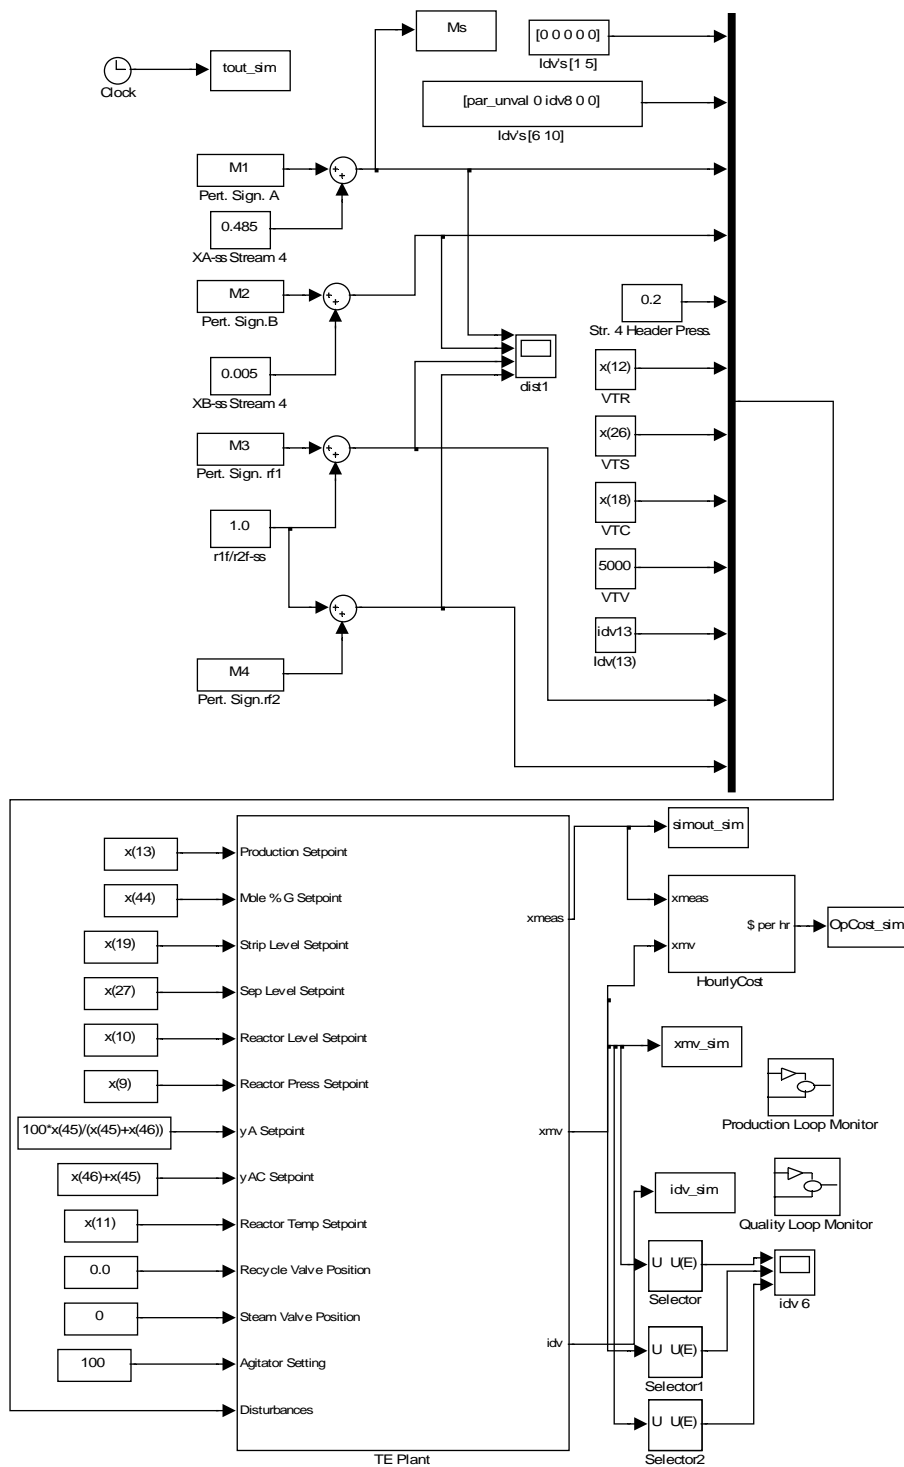 Ms
[0 0 0 0 0]
Idv's [1 5]
tout_sim
Clock
[par_unval 0 idv8 0 0]
Idv's [6 10]
M1
Pert. Sign. A
+
+
0.485
XA-ss Stream 4
M2
Pert. Sign.B
+
+
0.2
Str. 4 Header Press.
0.005
XB-ss Stream 4
dist1
x(12)
VTR
M3
Pert. Sign. rf1
+
+
x(26)
VTS
1.0
r1f/r2f-ss
x(18)
VTC
5000
VTV
+
+
idv13
Idv(13)
M4
Pert. Sign.rf2
x(13)
Production Setpoint
x(44)
Mole % G Setpoint
x(19)
Strip Level Setpoint
x(27)
Sep Level Setpoint
x(10)
Reactor Level Setpoint
x(9)
Reactor Press Setpoint
100*x(45)/(x(45)+x(46))
yA Setpoint
x(46)+x(45)
yAC Setpoint
x(11)
Reactor Temp Setpoint
0.0
Recycle Valve Position
0
Steam Valve Position
100
Agitator Setting
Disturbances
xmeas
xmv
idv
TE Plant
simout_sim
xmeas
xmv
$ per hr
HourlyCost
OpCost_sim
xmv_sim
Production Loop Monitor
idv_sim
Quality Loop Monitor
U U(E)
Selector
idv 6
U U(E)
Selector1
U U(E)
Selector2